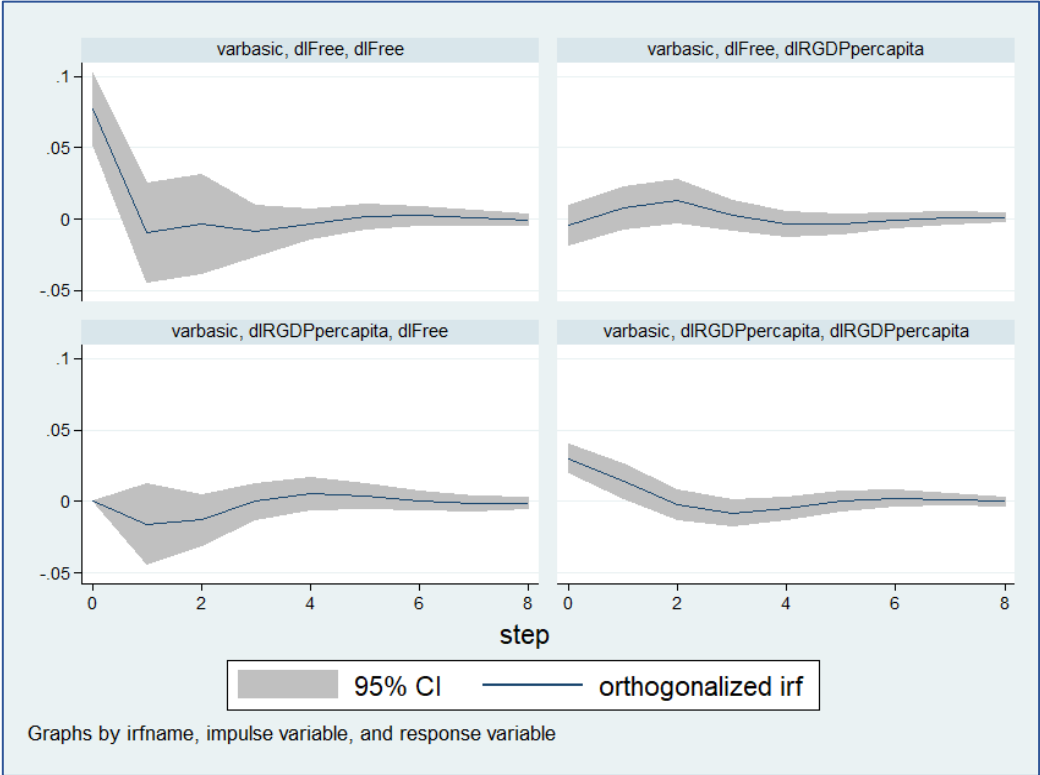 varbasic, dlFree, dlFree
varbasic, dlFree, dlRGDPpercapita
.1
.05
0
-.05
varbasic, dlRGDPpercapita, dlFree
varbasic, dlRGDPpercapita, dlRGDPpercapita
.1
.05
0
-.05
0 2 4 6 8
0 2 4 6 8
step
95% CI
orthogonalized irf
Graphs by irfname, impulse variable, and response variable